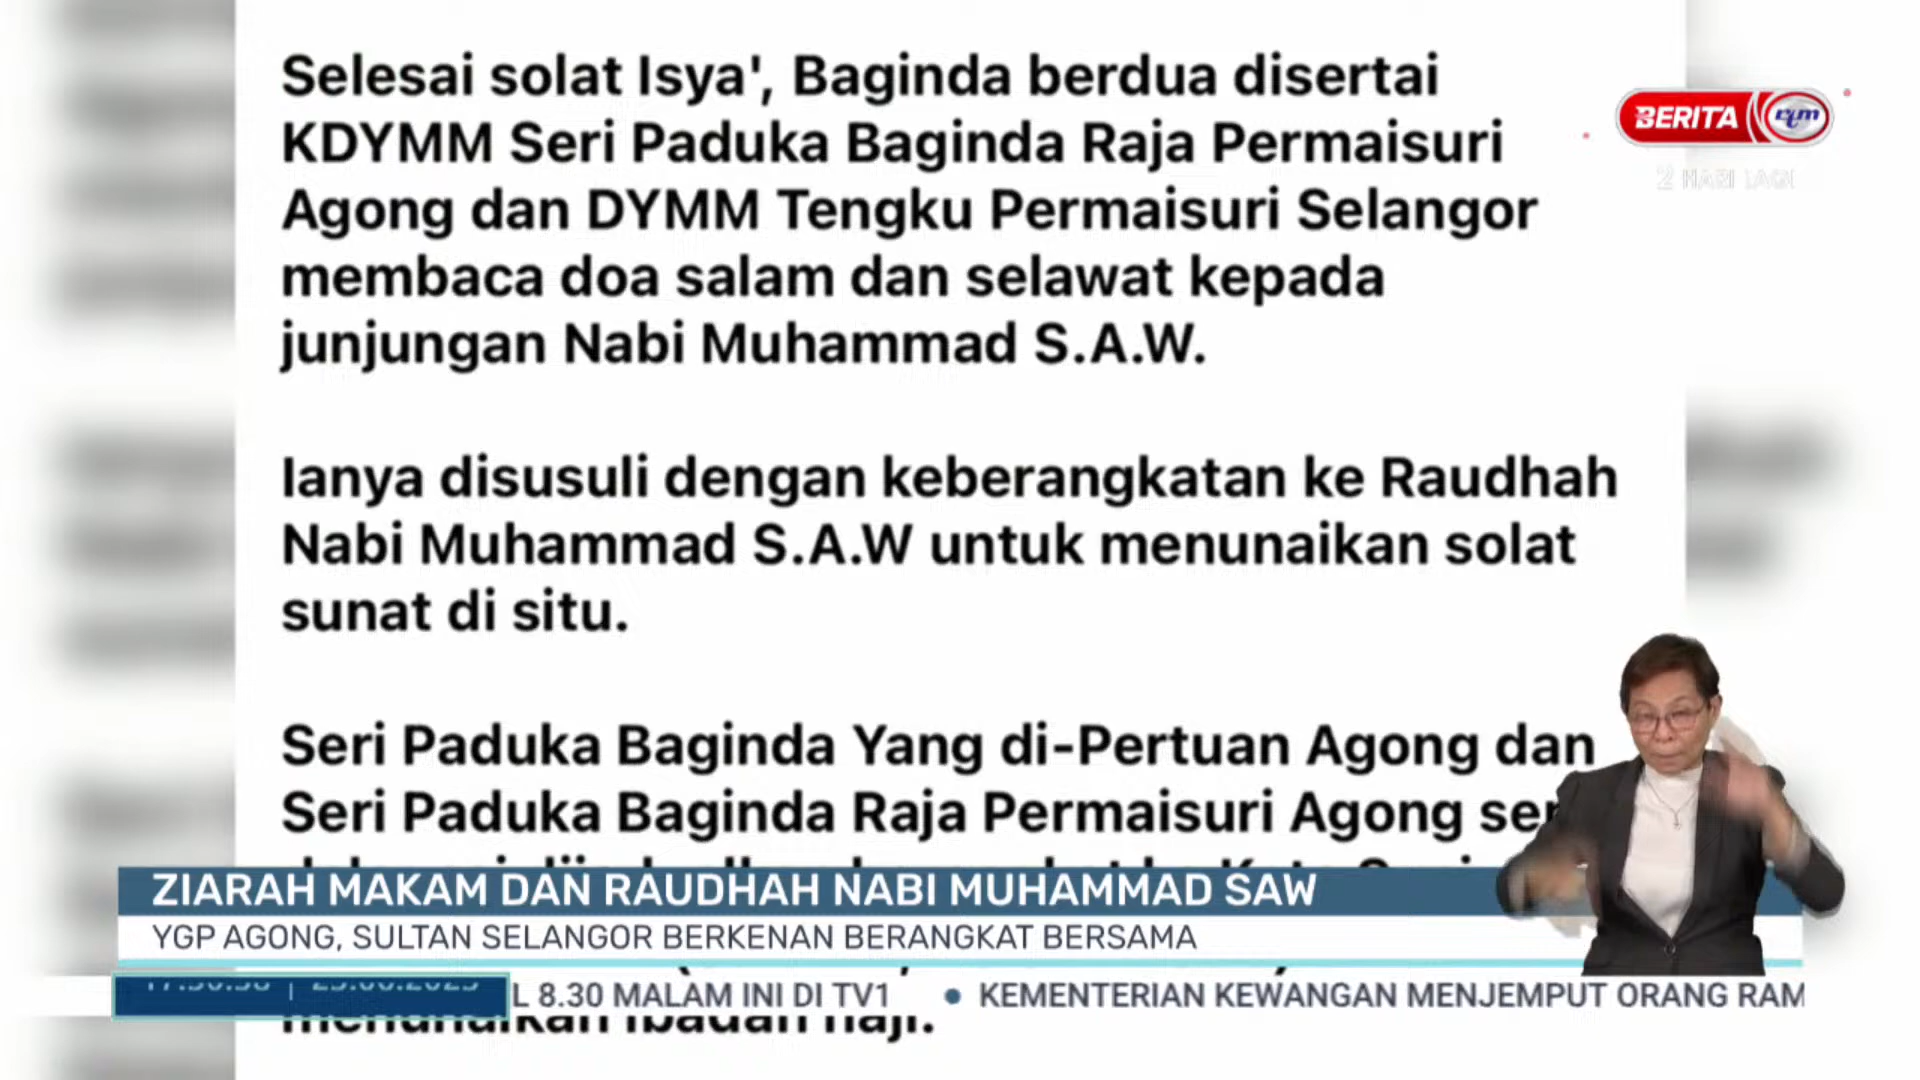 Selesai solat Isya', Baginda berdua disertai
KDYMM Seri Paduka Baginda Raja Permaisuri
Agong dan DYMM Tengku Permaisuri Selangor
membaca doa salam dan selawat kepada
junjungan Nabi Muhammad S.A.W.
Ianya disusuli dengan keberangkatan ke Raudhah
Nabi Muhammad S.A.W untuk menunaikan solat
sunat di situ.
Seri Paduka Baginda Yang di-Pertuan Agong dan
Seri Paduka Baginda Raja Permaisuri Agong
BERITA rtm
2 HARI LAGI
ZIARAH MAKAM DAN RAUDHAH NABI MUHAMMAD SAW
YGP AGONG, SULTAN SELANGOR BERKENAN BERANGKAT BERSAMA
L 8.30 MALAM INI DI TV1 • KEMENTERIAN KEWANGAN MENJEMPUT ORANG RAM